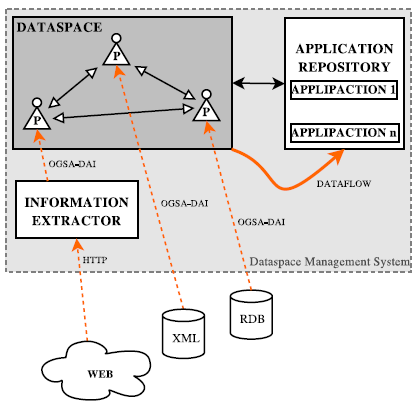 DATASPACE
P
P
P
APPLICATION
REPOSITORY
APPLIPACTION 1
APPLIPACTION n
OGSA-DAI
DATAFLOW
INFORMATION
EXTRACTOR
OGSA-DAI
OGSA-DAI
HTTP
Dataspace Management System
RDB
XML
WEB